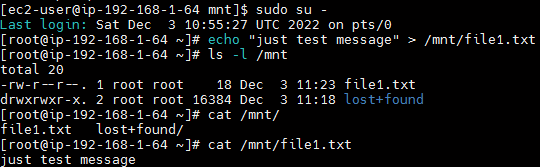 [ec2-user@ip-192-168-1-64 mnt]$ sudo su -
Last login: Sat Dec  3 10:55:27 UTC 2022 on pts/0
[root@ip-192-168-1-64 ~]# echo "just test message" > /mnt/file1.txt
[root@ip-192-168-1-64 ~]# ls -l /mnt
total 20
-rw-r--r--. 1 root root    18 Dec  3 11:23 file1.txt
drwxrwxr-x. 2 root root 16384 Dec  3 11:18 lost+found
[root@ip-192-168-1-64 ~]# cat /mnt/
file1.txt   lost+found/
[root@ip-192-168-1-64 ~]# cat /mnt/file1.txt
just test message